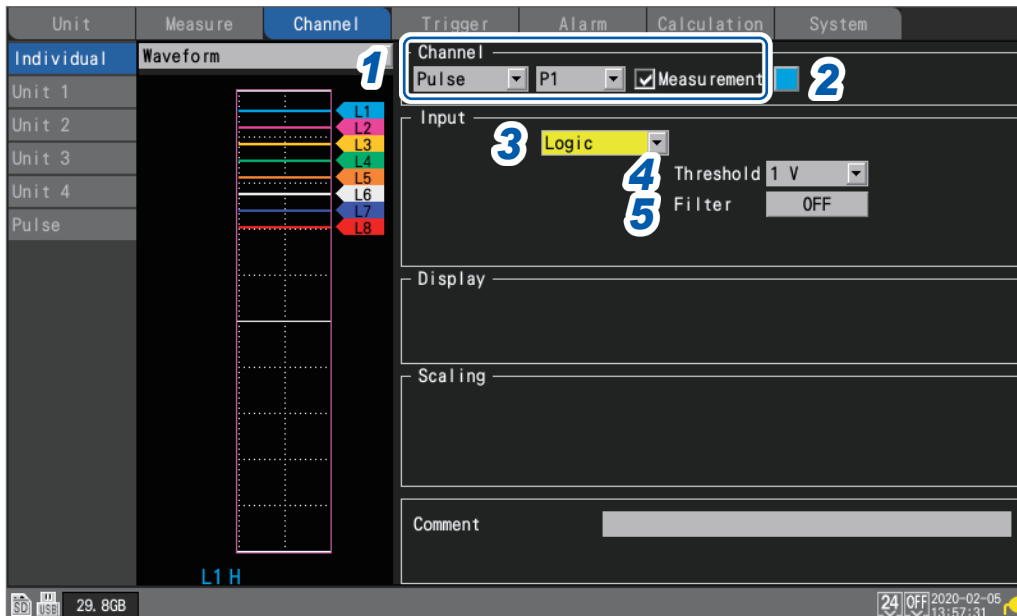 Unit Measure Channel Trigger Alarm Calculation System
Individual
Unit 1
Unit 2
Unit 3
Unit 4
Pulse
Waveform
L1
L2
L3
L4
L5
L6
L7
L8
L1 H
1
Channel
Pulse P1 Measurement 2
Input
3 Logic
4 Threshold 1 V
5 Filter OFF
Display
Scaling
Comment
SD USB 29.8GB
24 OFF 2020-02-05
13:57:31